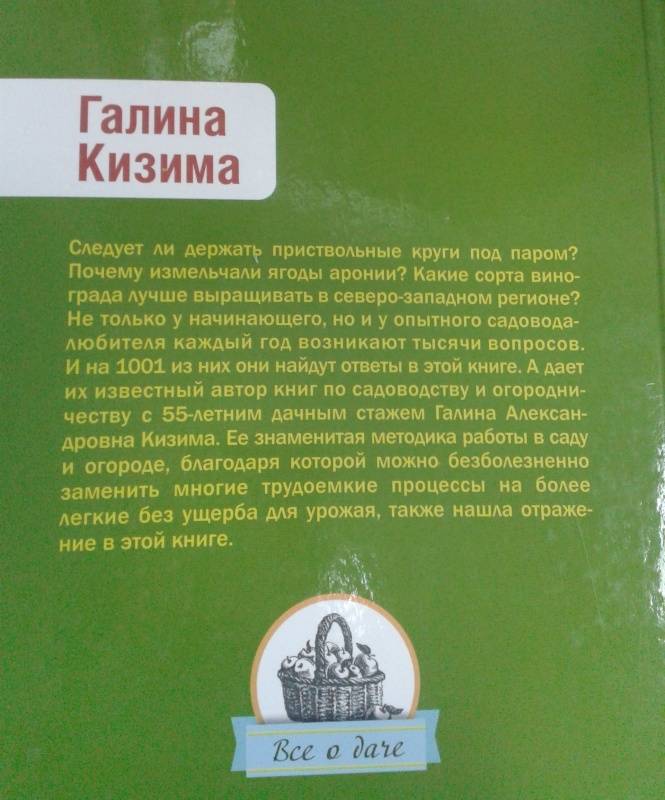 Галина
Кизима
Следует ли держать приствольные круги под паром?
Почему измельчали ягоды аронии? Какие сорта вино-
града лучше выращивать в северо-западном регионе?
Не только у начинающего, но и у опытного садовода-
любителя каждый год возникают тысячи вопросов.
И на 1001 из них они найдут ответы в этой книге. А дает
их известный автор книг по садоводству и огородни-
честву с 55-летним дачным стажем Галина Алексан-
дровна Кизима. Ее знаменитая методика работы в саду
и огороде, благодаря которой можно безболезненно
заменить многие трудоемкие процессы на более
легкие без ущерба для урожая, также нашла отраже-
ние в этой книге.
Все о даче